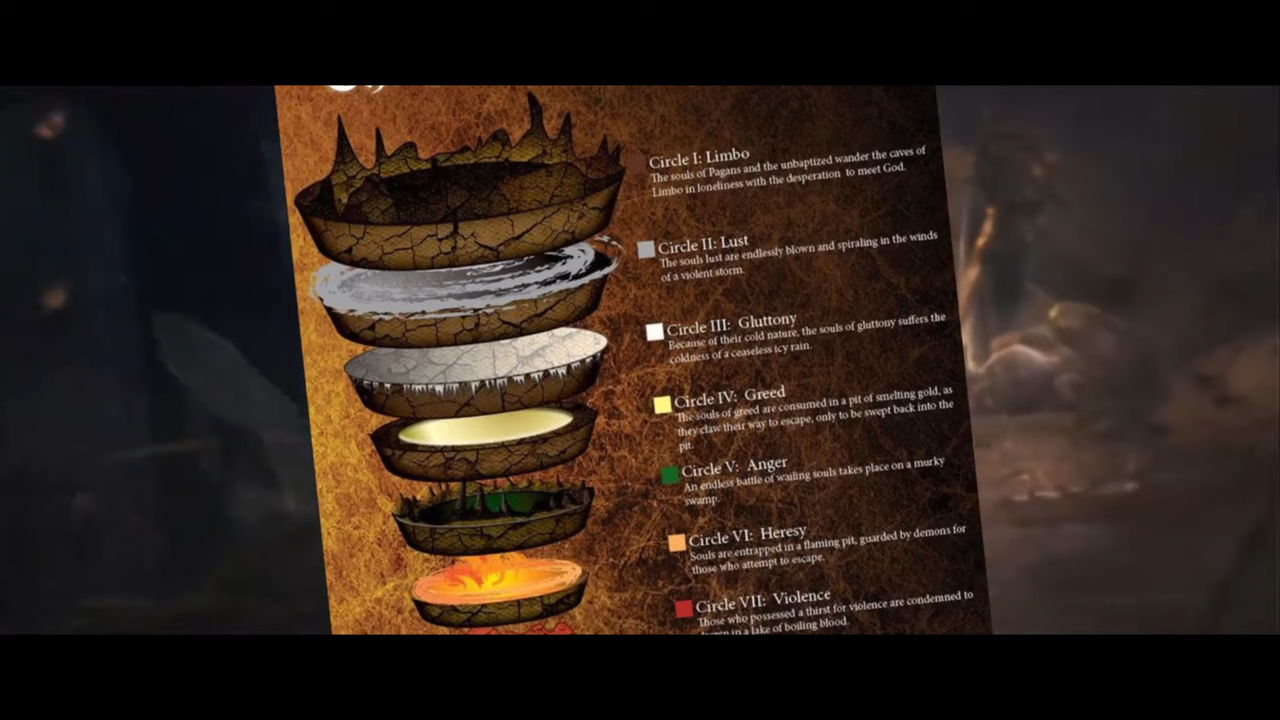 Circle I: Limbo
The souls of Pagans and the unbaptized wander the caves of
Limbo in loneliness with the desperation to meet God.
Circle II: Lust
The souls lust are endlessly blown and spiraling in the winds
of a violent storm.
Circle III: Gluttony
Because of their cold nature, the souls of gluttony suffers the
coldness of a ceaseless icy rain.
Circle IV: Greed
The souls of greed are consumed in a pit of smelting gold, as
they claw their way to escape, only to be swept back into the
pit.
Circle V: Anger
An endless battle of wailing souls takes place on a murky
swamp.
Circle VI: Heresy
Souls are entrapped in a flaming pit, guarded by demons for
those who attempt to escape.
Circle VII: Violence
Those who possessed a thirst for violence are condemned to
in a lake of boiling blood.